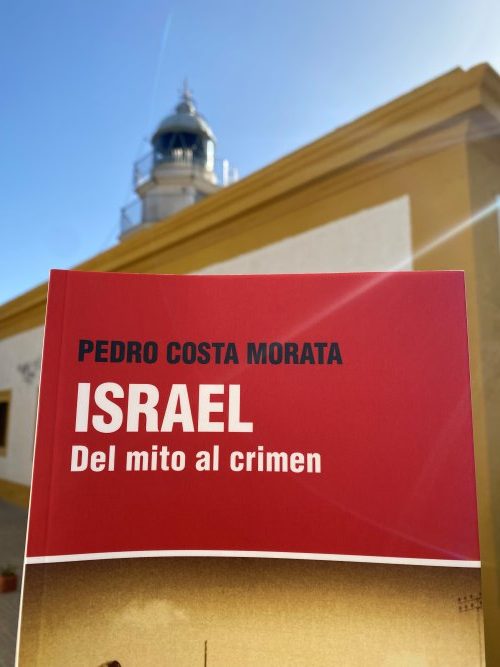 PEDRO COSTA MORATA
ISRAEL
Del mito al crimen